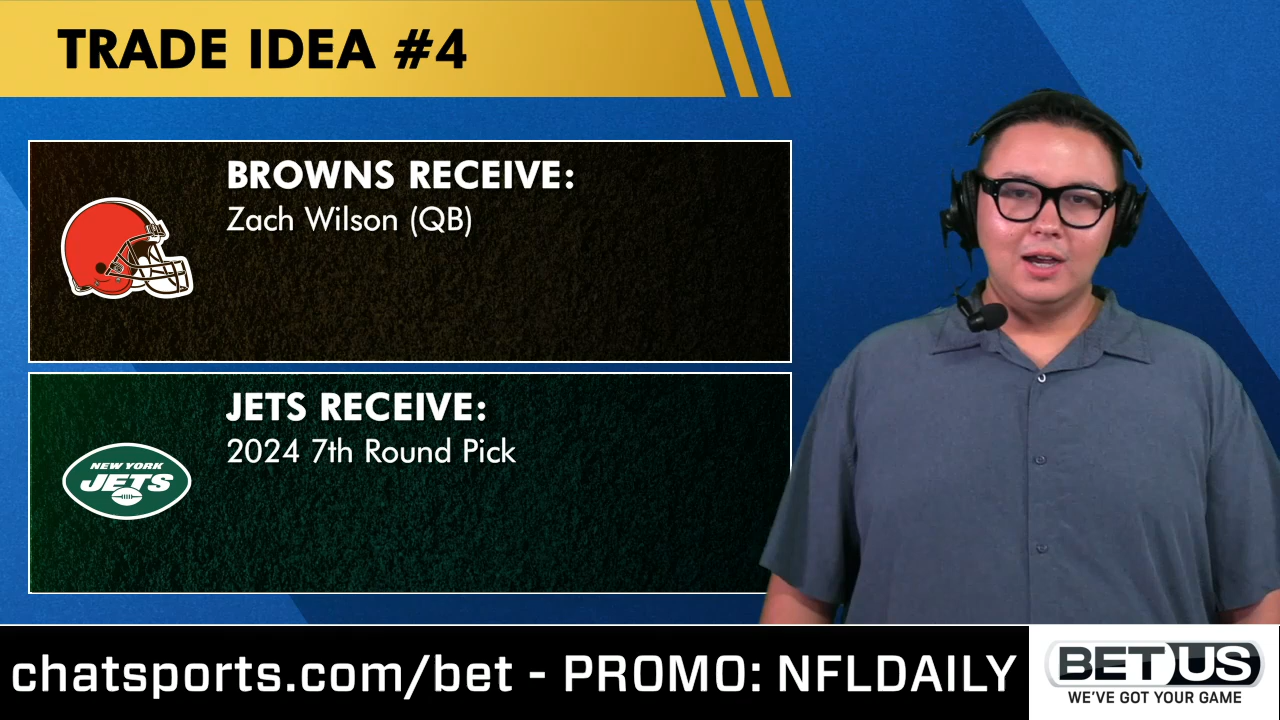 TRADE IDEA #4
BROWNS RECEIVE:
Zach Wilson (QB)
JETS RECEIVE:
2024 7th Round Pick
NEW YORK
JETS
chatsports.com/bet - PROMO: NFLDAILY
BETUS
WE'VE GOT YOUR GAME